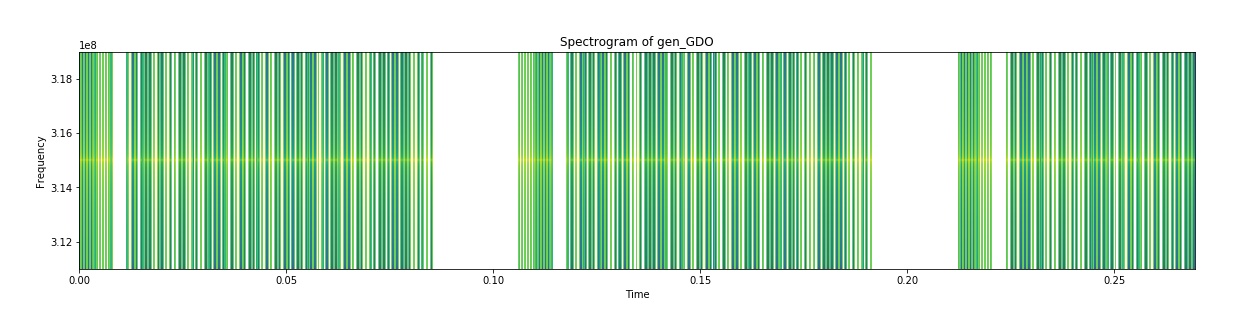 Spectrogram of gen_GDO
1e8
3.18
3.16
3.14
3.12
Frequency
0.00 0.05 0.10 0.15 0.20 0.25
Time